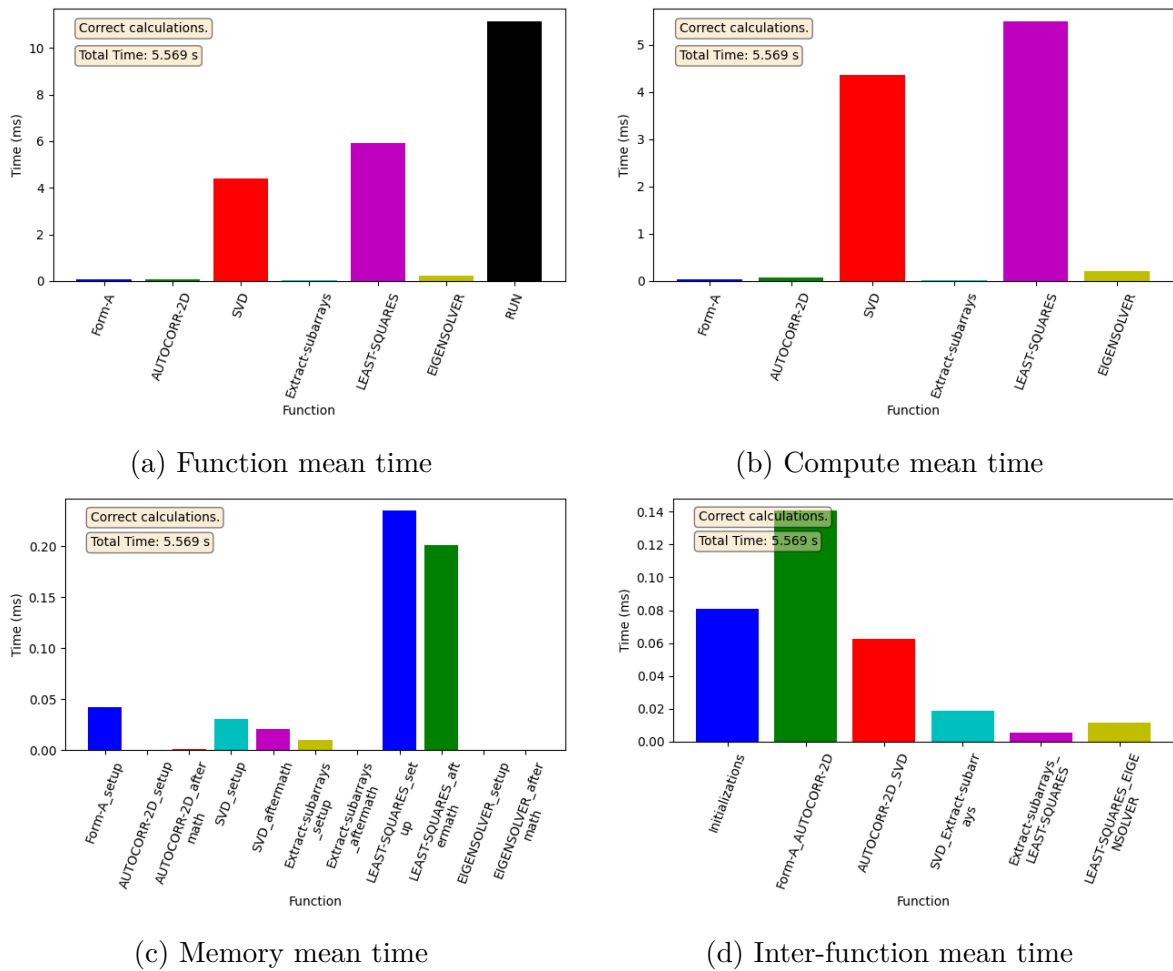 Correct calculations.
Total Time: 5.569 s
Time (ms)
10
8
6
4
2
0
Form-A
AUTOCORR-2D
SVD
Extract-subarrays
LEAST-SQUARES
EIGENSOLVER
RUN
Function
(a) Function mean time
Correct calculations.
Total Time: 5.569 s
Time (ms)
5
4
3
2
1
0
Form-A
AUTOCORR-2D
SVD
Extract-subarrays
LEAST-SQUARES
EIGENSOLVER
Function
(b) Compute mean time
Correct calculations.
Total Time: 5.569 s
Time (ms)
0.20
0.15
0.10
0.05
0.00
Form-A_setup
AUTOCORR-2D_setup
AUTOCORR-2D_after
math
SVD_setup
SVD_aftermath
Extract-subarrays
_setup
Extract-subarrays
_aftermath
LEAST-SQUARES_set
up
LEAST-SQUARES_aft
ermath
EIGENSOLVER_setup
EIGENSOLVER_after
math
Function
(c) Memory mean time
Correct calculations.
Total Time: 5.569 s
Time (ms)
0.14
0.12
0.10
0.08
0.06
0.04
0.02
0.00
Initializations
Form-A_AUTOCORR-2D
AUTOCORR-2D_SVD
SVD_Extract-subarr
ays
Extract-subarrays_
LEAST-SQUARES
LEAST-SQUARES_EIGE
NSOLVER
Function
(d) Inter-function mean time